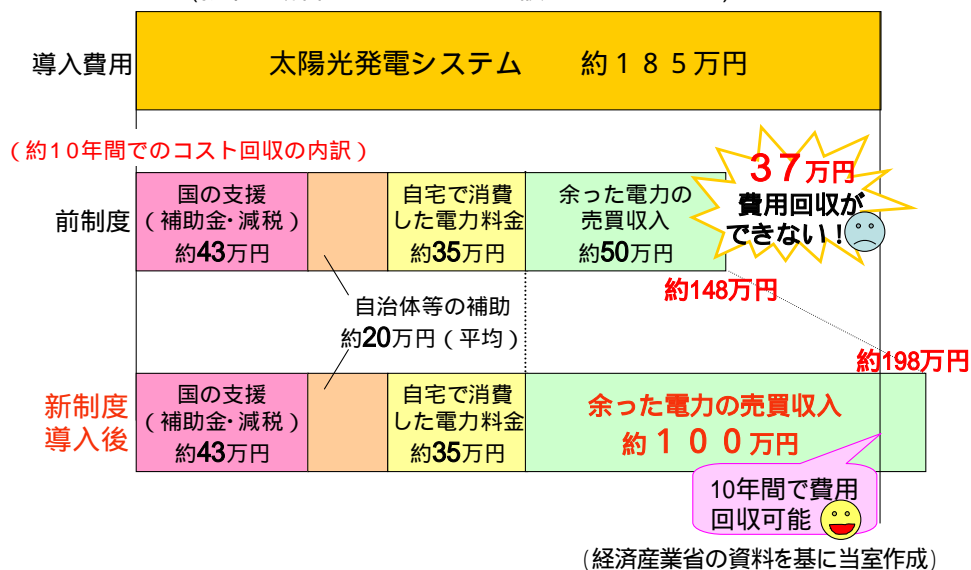 導入費用
太陽光発電システム　　約１８５万円
（約10年間でのコスト回収の内訳）
前制度
国の支援
（補助金・減税）
約43万円
自宅で消費
した電力料金
約35万円
余った電力の
売買収入
約50万円
３７万円
費用回収が
できない！
約148万円
自治体等の補助
約20万円（平均）
約198万円
新制度
導入後
国の支援
（補助金・減税）
約43万円
自宅で消費
した電力料金
約35万円
余った電力の売買収入
約１００万円
10年間で費用
回収可能
(経済産業省の資料を基に当室作成)